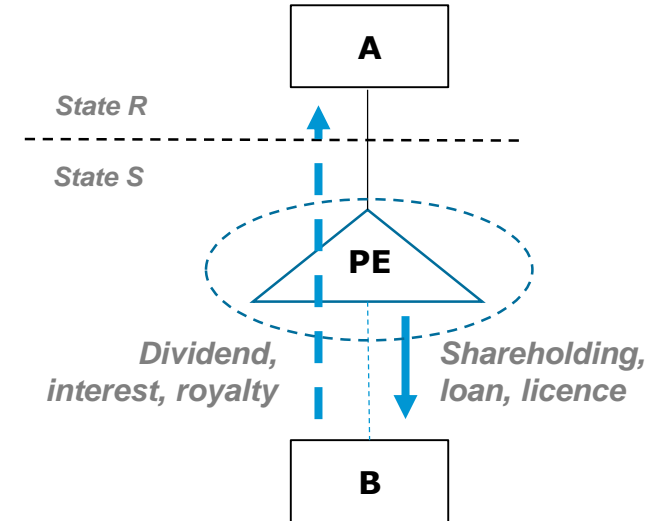 A
State R
State S
PE
Dividend,
interest, royalty
Shareholding,
loan, licence
B